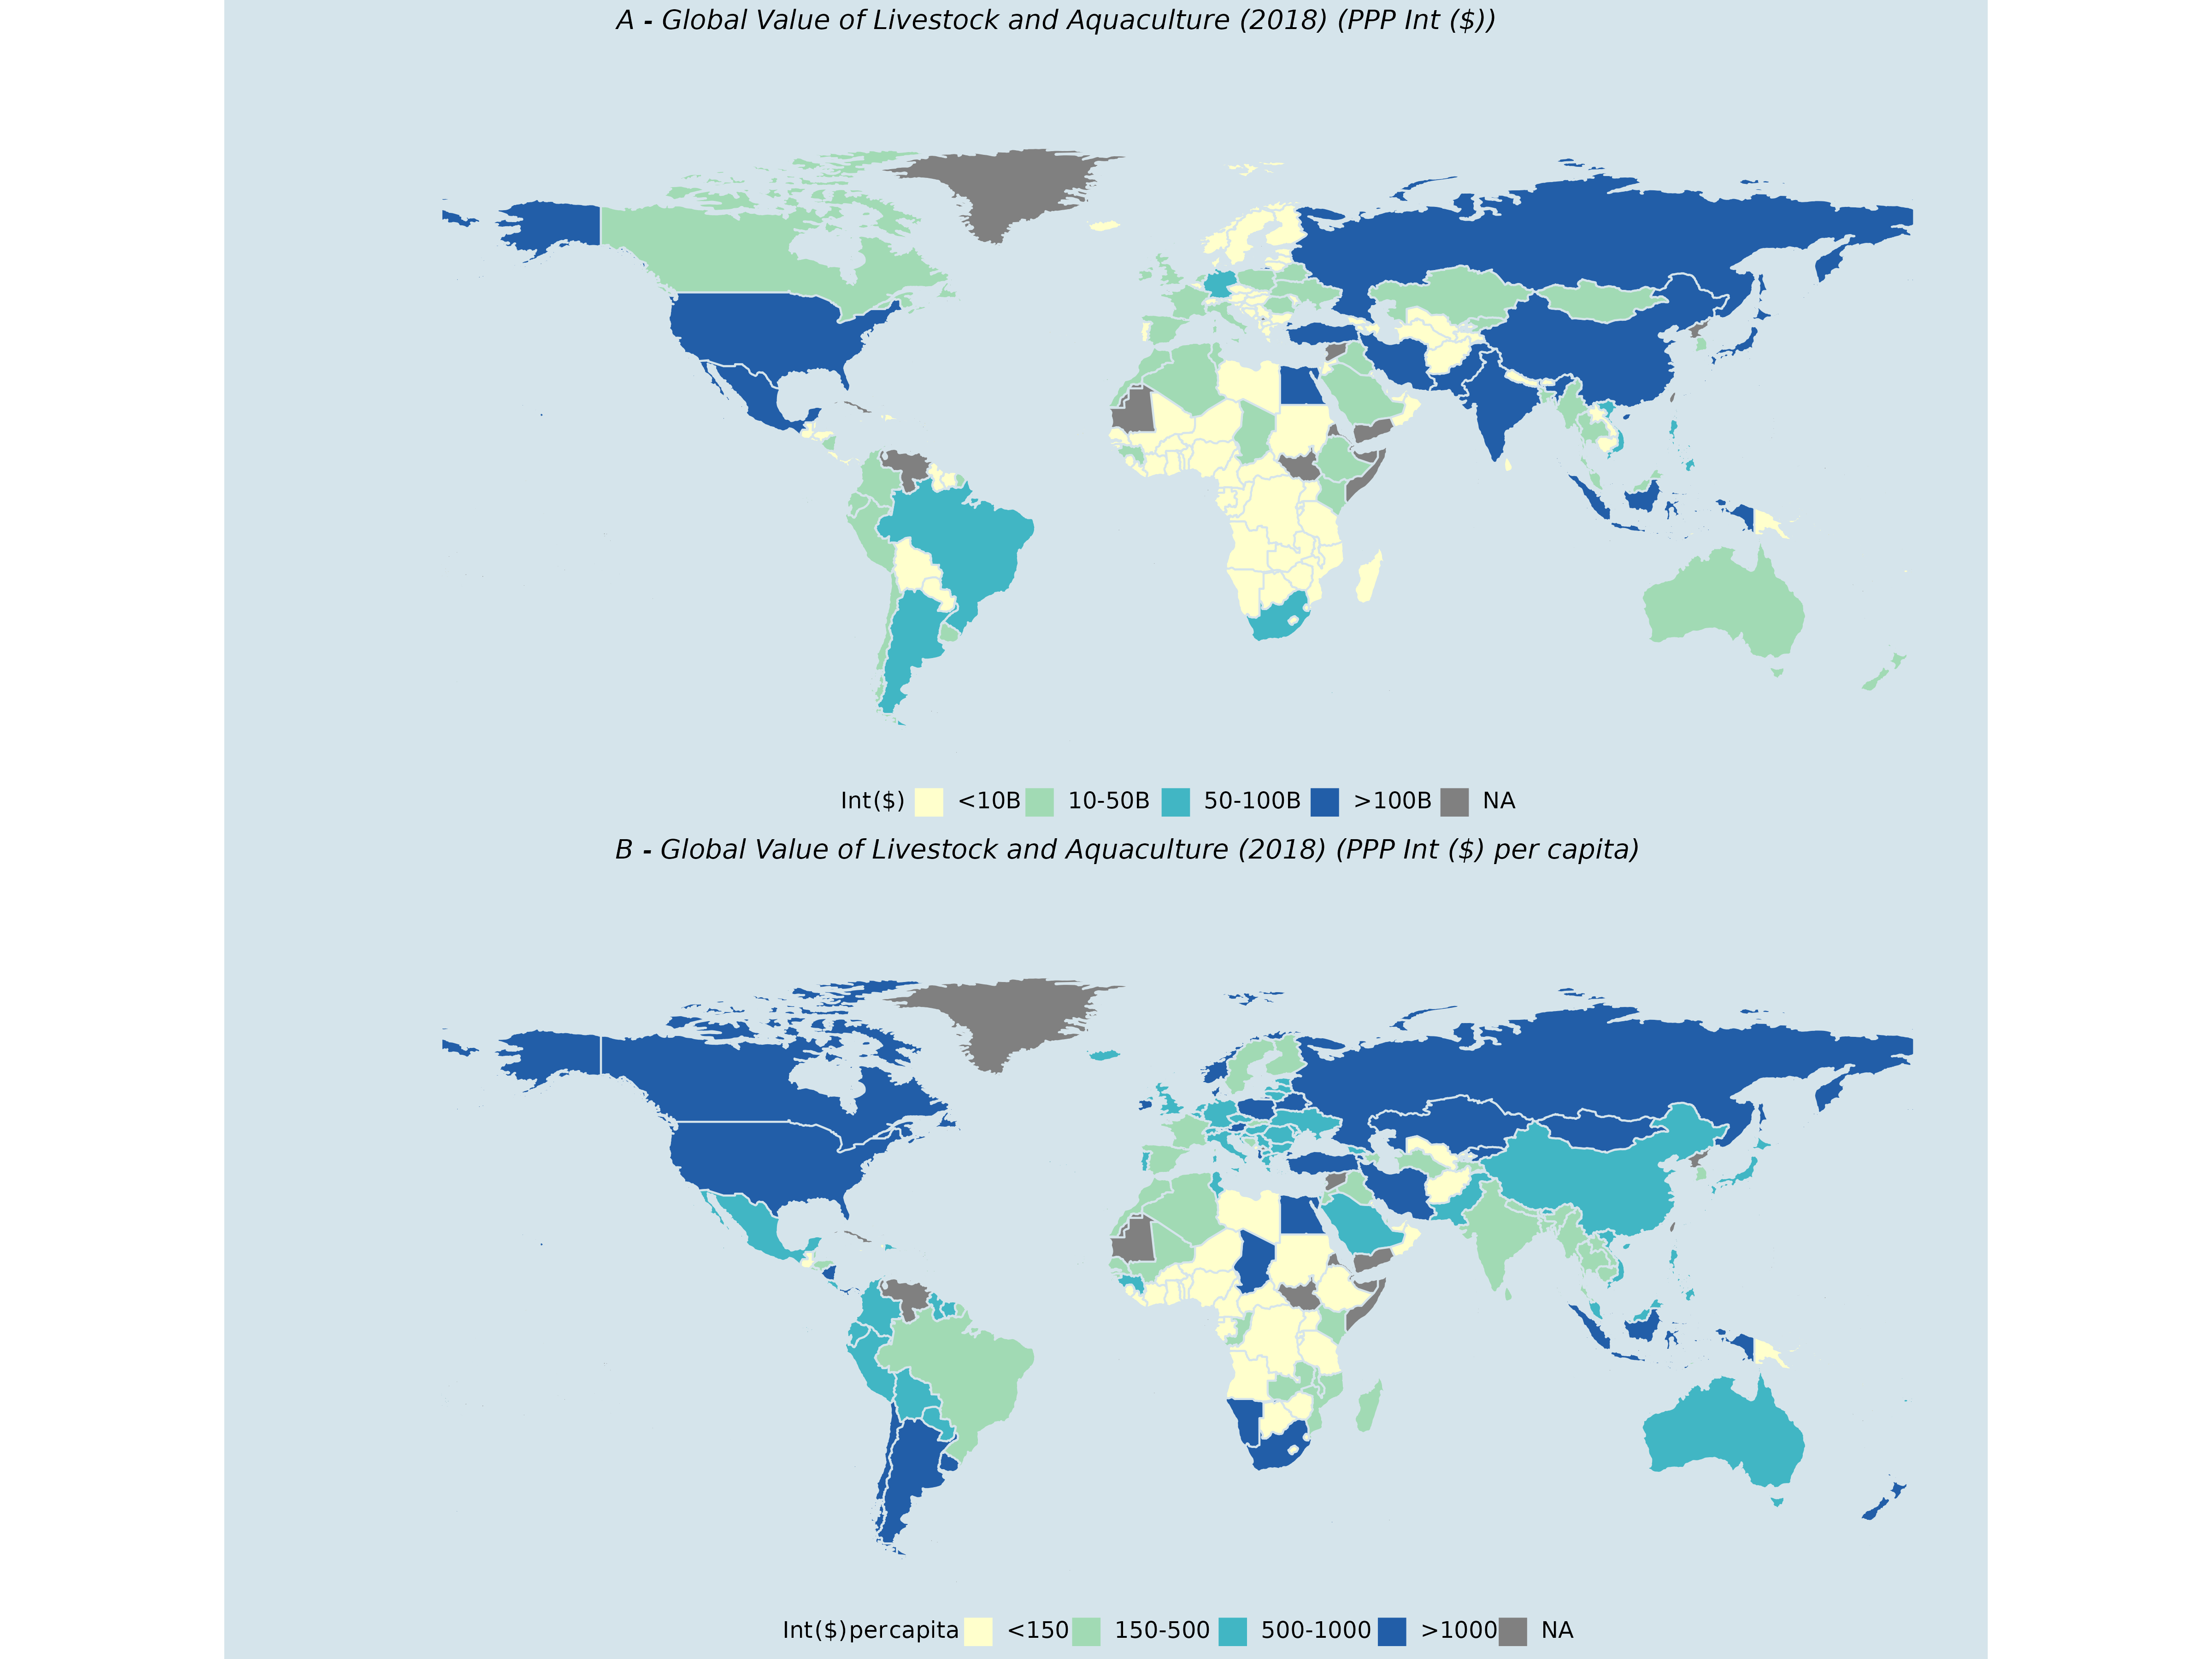 A - Global Value of Livestock and Aquaculture (2018) (PPP Int ($))
Int($) <10B 10-50B 50-100B >100B NA
B - Global Value of Livestock and Aquaculture (2018) (PPP Int ($) per capita)
Int($)percapita <150 150-500 500-1000 >1000 NA